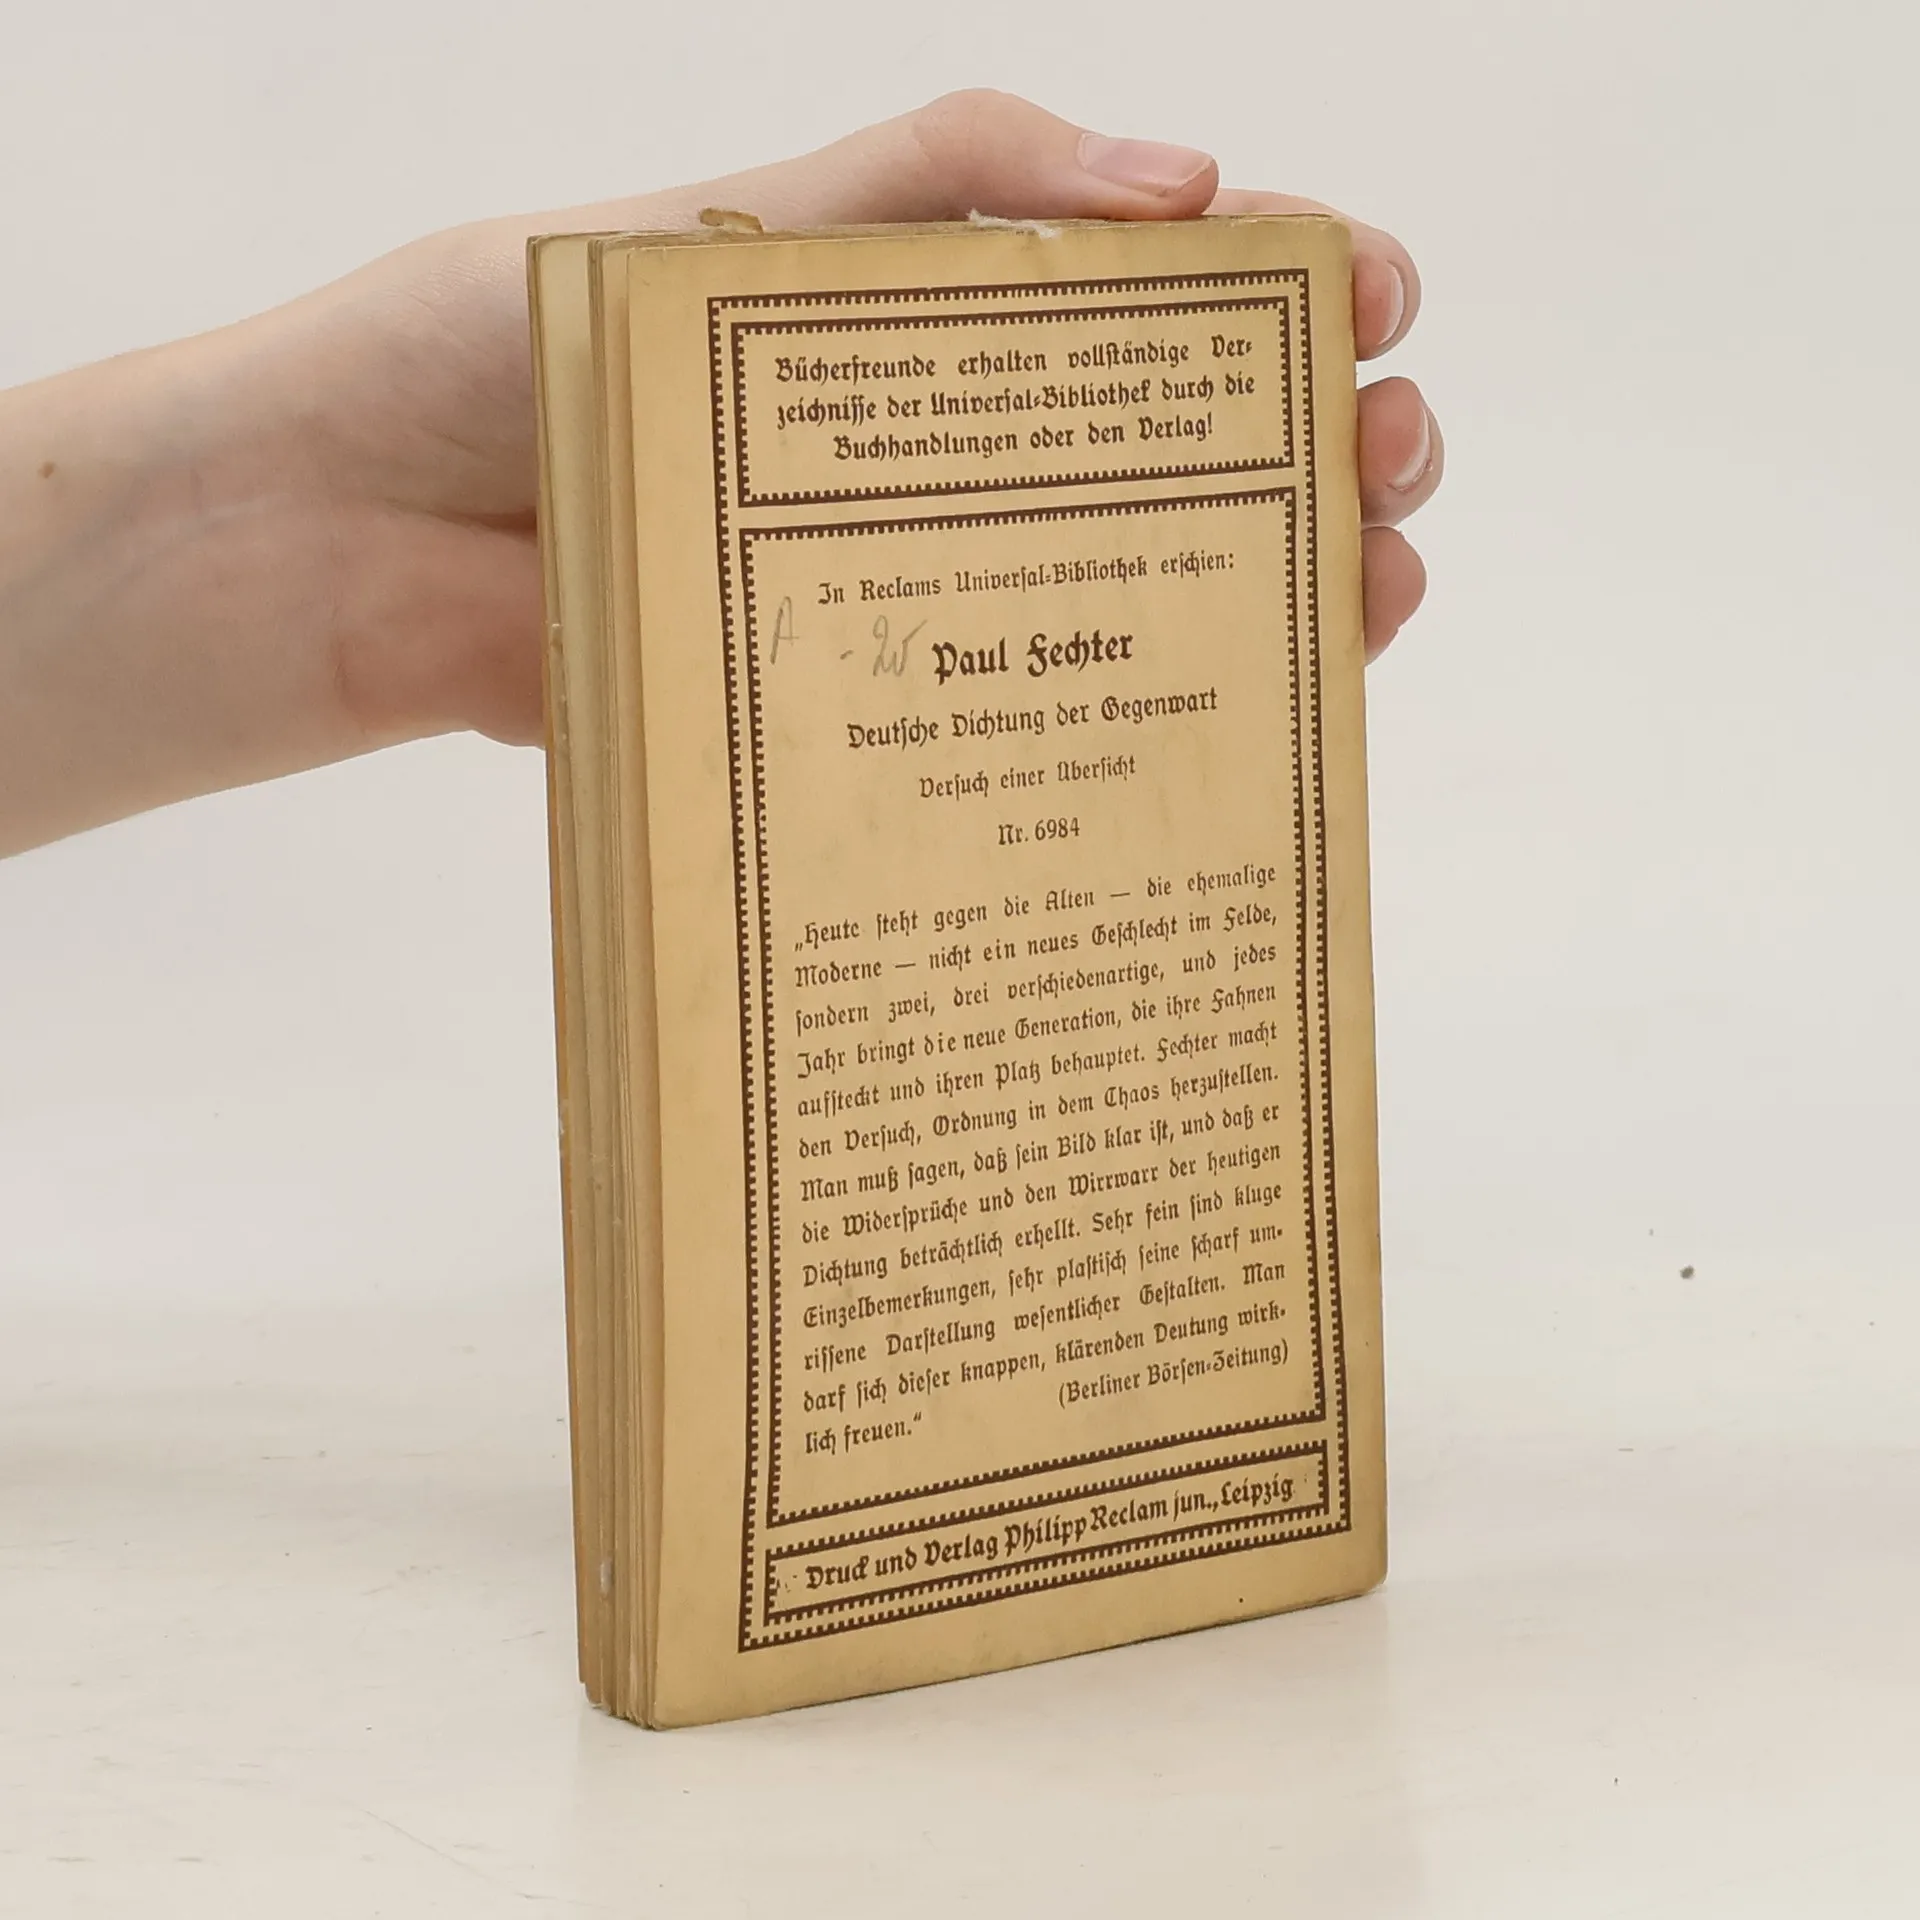 Bücherfreunde erhalten vollſtändige Ver⸗
zeichniſſe der Univerſal⸗Bibliothek durch die
Buchhandlungen oder den Verlag!
In Reclams Univerſal⸗Bibliothek erſchien:
A
Paul Fechter
Deutſche Dichtung der Gegenwart
Verſuch einer Überſicht
Nr. 6984
„Heute ſteht gegen die Alten — die ehemalige
Moderne — nicht ein neues Geſchlecht im Felde,
ſondern zwei, drei verſchiedenartige, und jedes
Jahr bringt die neue Generation, die ihre Fahnen
aufſteckt und ihren Platz behauptet. Fechter macht
den Verſuch, Ordnung in dem Chaos herzuſtellen.
Man muß ſagen, daß ſein Bild klar iſt, und daß er
die Widerſprüche und den Wirrwarr der heutigen
Dichtung beträchtlich erhellt. Sehr fein ſind kluge
Einzelbemerkungen, ſehr plaſtiſch ſeine ſcharf um⸗
riſſene Darſtellung weſentlicher Geſtalten. Man
darf ſich dieſer knappen, klärenden Deutung wirk⸗
lich freuen.“
(Berliner Börſen⸗Zeitung)
Druck und Verlag Philipp Reclam jun., Leipzig